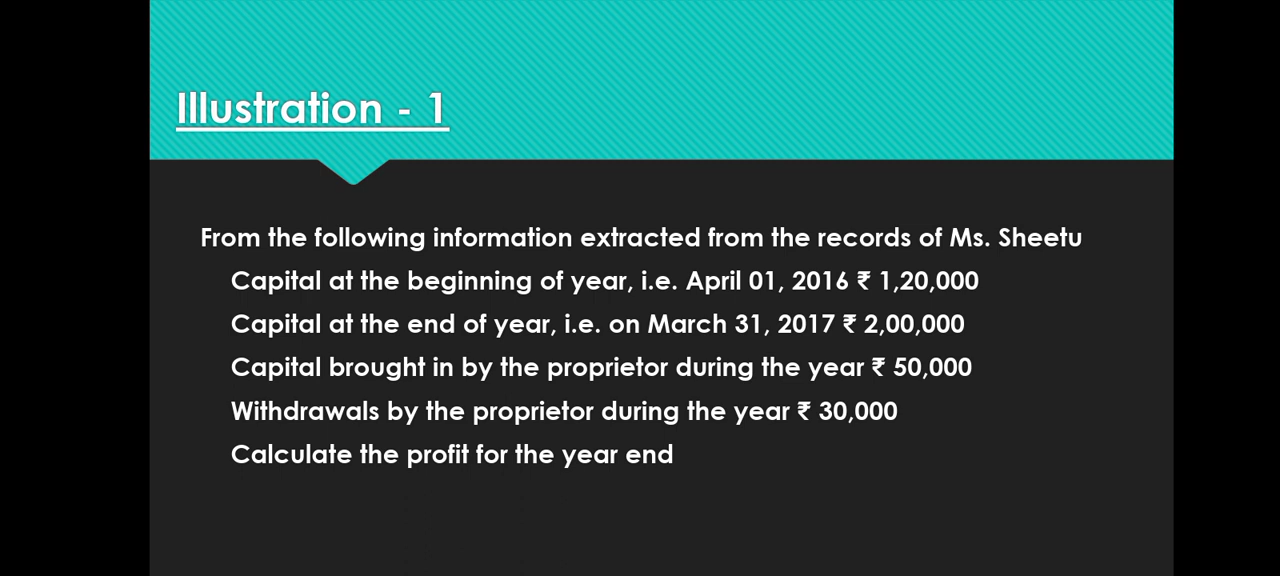 Illustration - 1
From the following information extracted from the records of Ms. Sheetu
Capital at the beginning of year, i.e. April 01, 2016 ₹ 1,20,000
Capital at the end of year, i.e. on March 31, 2017 ₹ 2,00,000
Capital brought in by the proprietor during the year ₹ 50,000
Withdrawals by the proprietor during the year ₹ 30,000
Calculate the profit for the year end